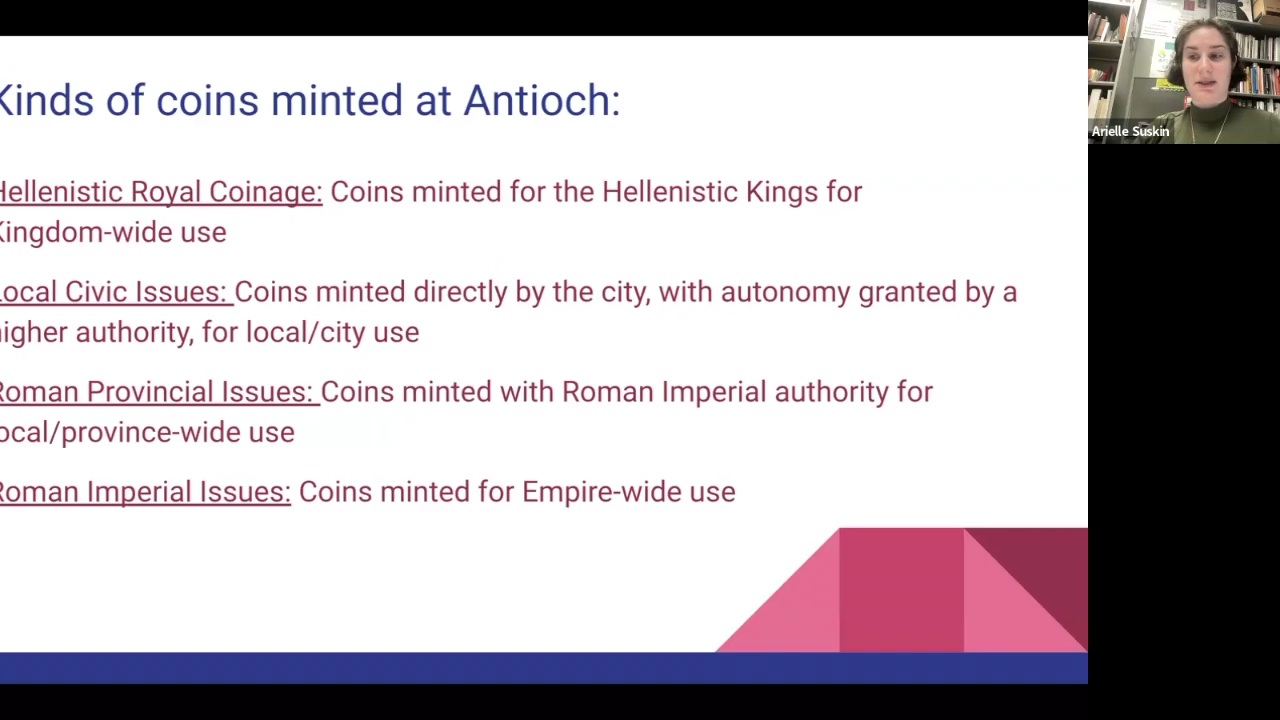 Kinds of coins minted at Antioch:
Hellenistic Royal Coinage: Coins minted for the Hellenistic Kings for
Kingdom-wide use
Local Civic Issues: Coins minted directly by the city, with autonomy granted by a
higher authority, for local/city use
Roman Provincial Issues: Coins minted with Roman Imperial authority for
local/province-wide use
Roman Imperial Issues: Coins minted for Empire-wide use
Arielle Suskin